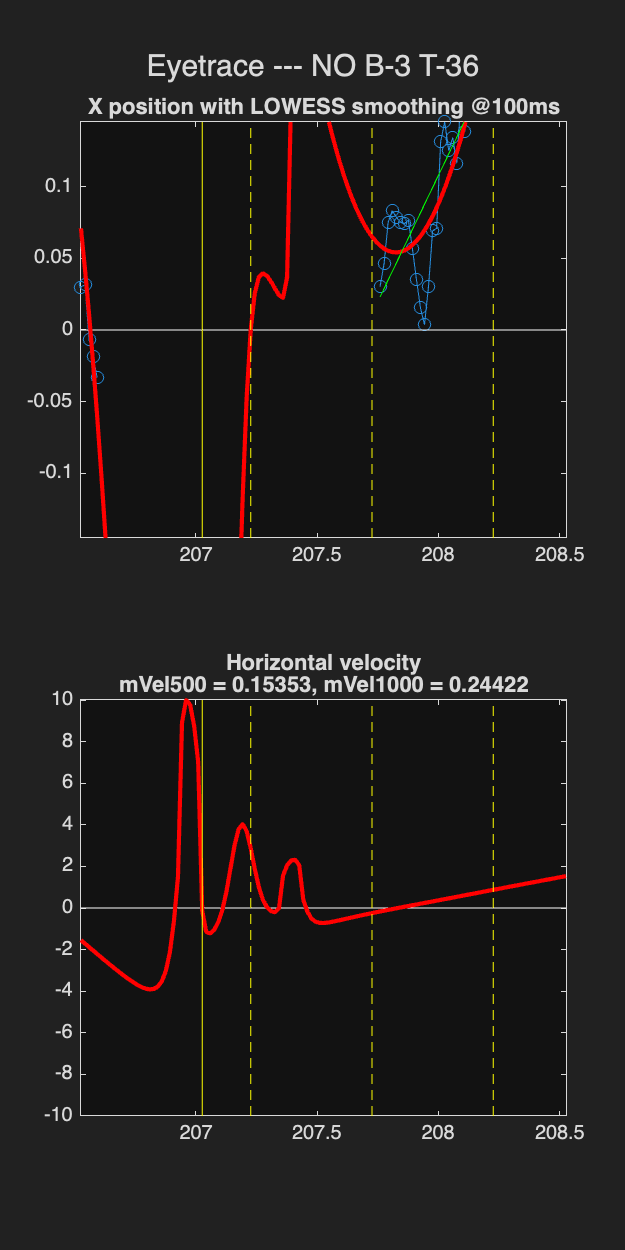 Eyetrace --- NO B-3 T-36
X position with LOWESS smoothing @100ms
0.1
0.05
0
-0.05
-0.1
207 207.5 208 208.5
Horizontal velocity
mVel500 = 0.15353, mVel1000 = 0.24422
10
8
6
4
2
0
-2
-4
-6
-8
-10
207 207.5 208 208.5